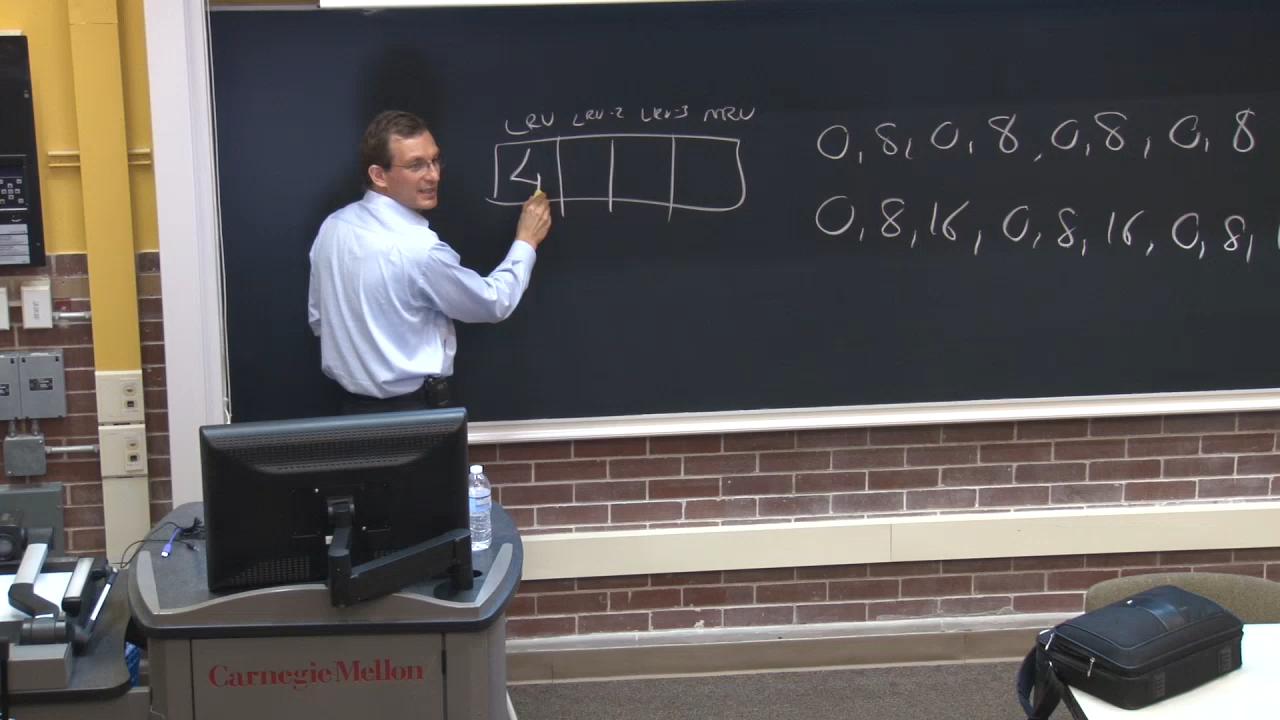 LRU LRU-2 LRU-3 MRU
4
0, 8, 0, 8, 0, 8, 0, 8
0, 8, 16, 0, 8, 16, 0, 8,
Carnegie Mellon